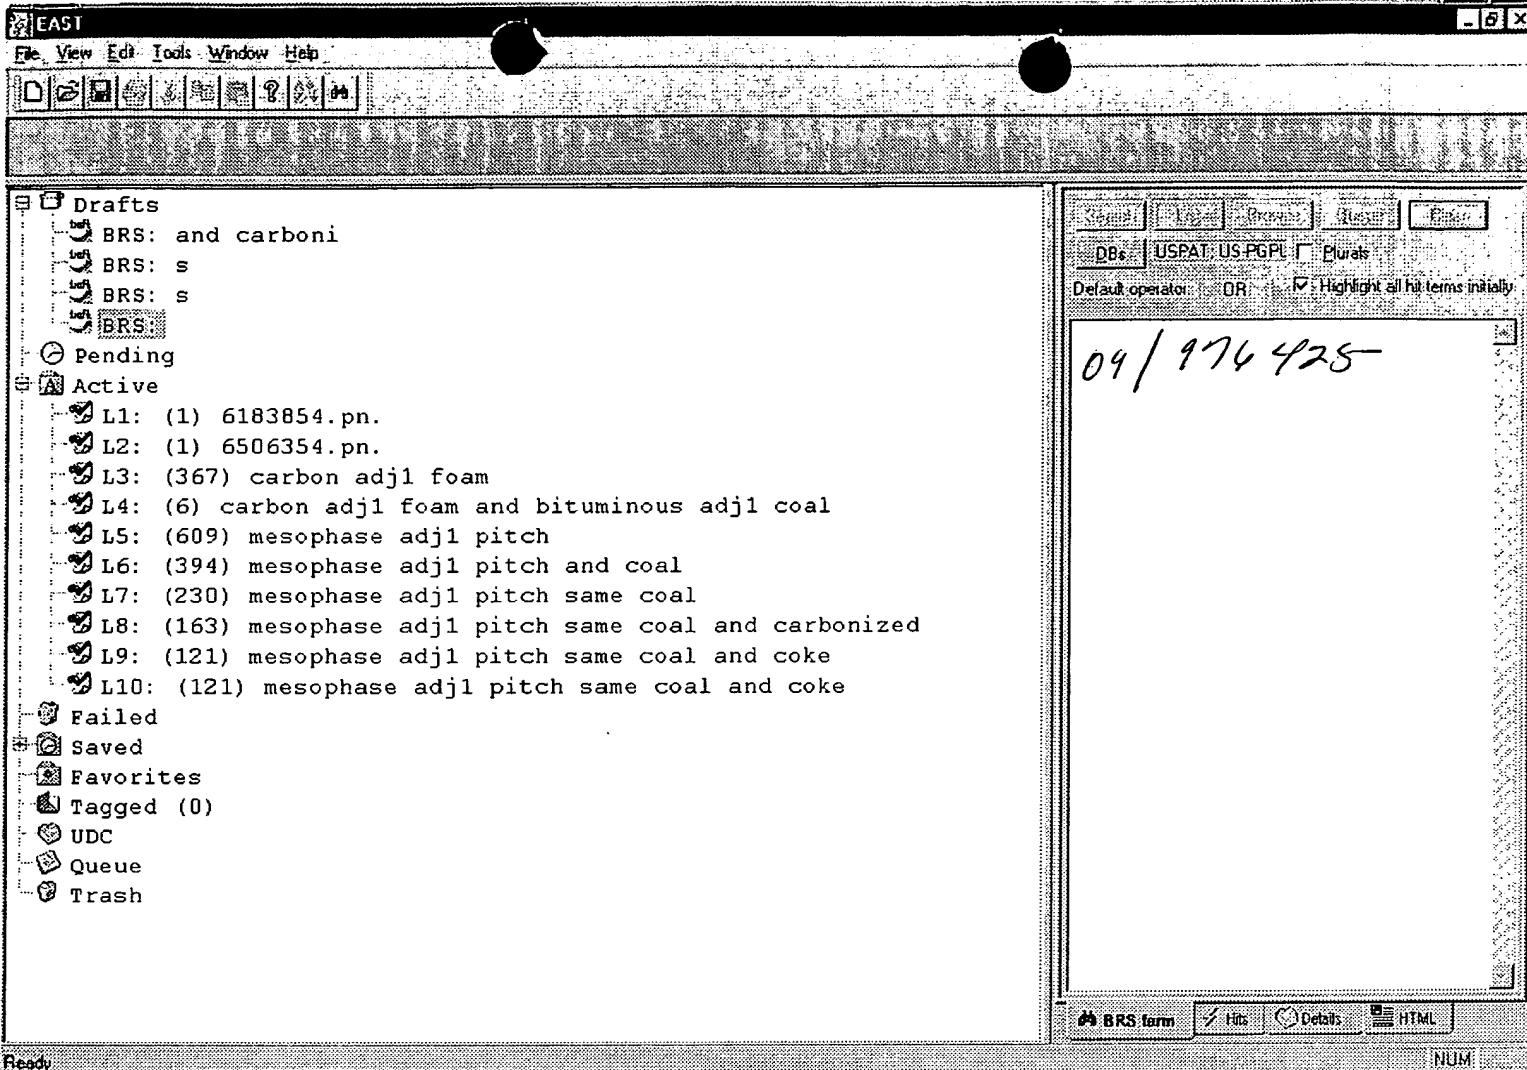 EAST
File View Edit Tools Window Help
Drafts
BRS: and carboni
BRS: s
BRS: s
BRS:
Pending
Active
L1: (1) 6183854.pn.
L2: (1) 6506354.pn.
L3: (367) carbon adj1 foam
L4: (6) carbon adj1 foam and bituminous adj1 coal
L5: (609) mesophase adj1 pitch
L6: (394) mesophase adj1 pitch and coal
L7: (230) mesophase adj1 pitch same coal
L8: (163) mesophase adj1 pitch same coal and carbonized
L9: (121) mesophase adj1 pitch same coal and coke
L10: (121) mesophase adj1 pitch same coal and coke
Failed
Saved
Favorites
Tagged (0)
UDC
Queue
Trash
Browse Queue
DBs USPAT; US-PGPU Plurals
Default operator: OR Highlight all hit terms initially
09/976425
BRS form Hits Details HTML
Ready NUM